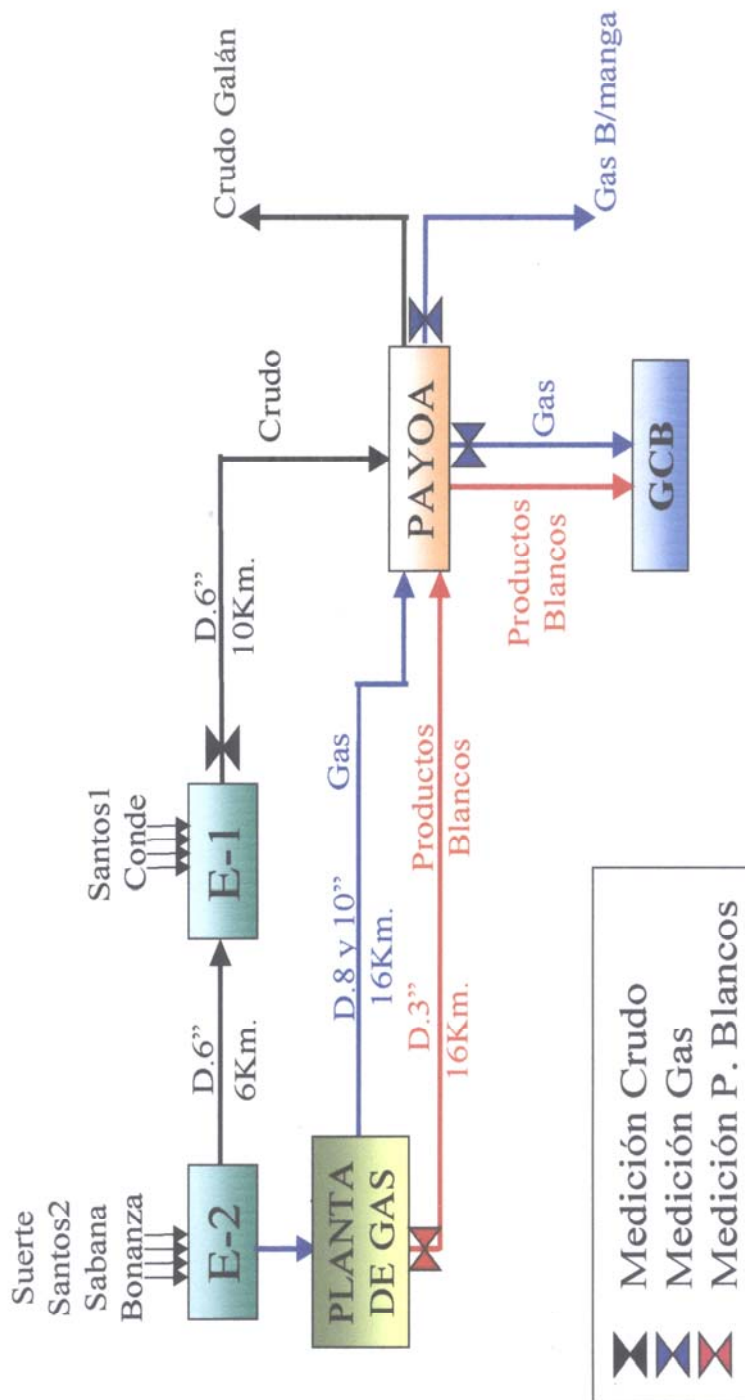 Suerte
Santos2
Sabana
Bonanza
E-2
D.6”
6Km.
Santos1
Conde
E-1
D.6”
10Km.
Crudo
Crudo Galán
PLANTA
DE GAS
D.8 y 10”
16Km.
Gas
D.3”
16Km.
Productos
Blancos
PAYOA
Gas B/manga
Productos
Blancos
Gas
GCB
Medición Crudo
Medición Gas
Medición P. Blancos